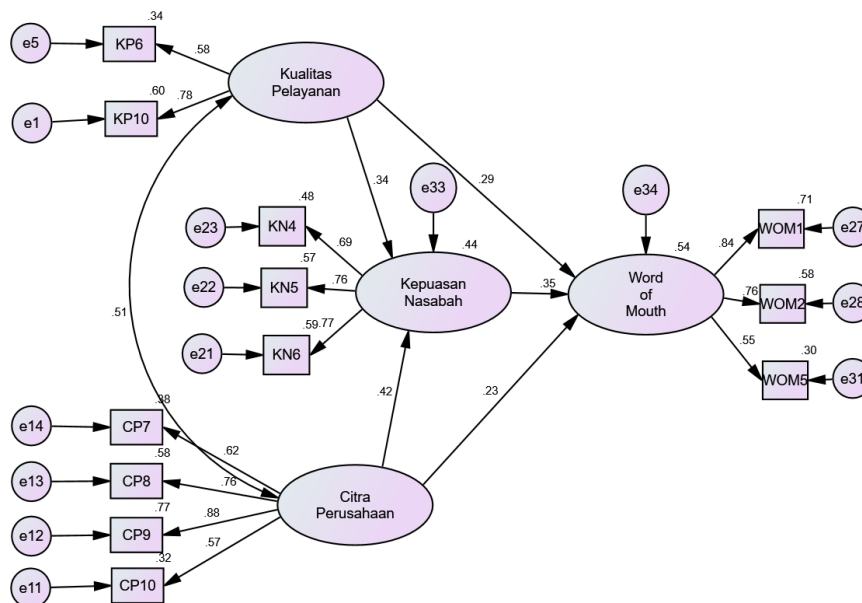 .34
e5
KP6
.58
Kualitas
Pelayanan
.60
.78
e1
KP10
.34
.29
e33
e34
.48
e23
KN4
.69
.44
.54
.71
.84
WOM1
e27
.57
e22
KN5
.76
Kepuasan
Nasabah
.35
Word
of
Mouth
.58
.76
WOM2
e28
.51
.59
.77
e21
KN6
.55
.30
WOM5
e31
.42
.23
.38
e14
CP7
.62
.58
e13
CP8
.76
Citra
Perusahaan
.77
e12
CP9
.88
.57
.32
e11
CP10